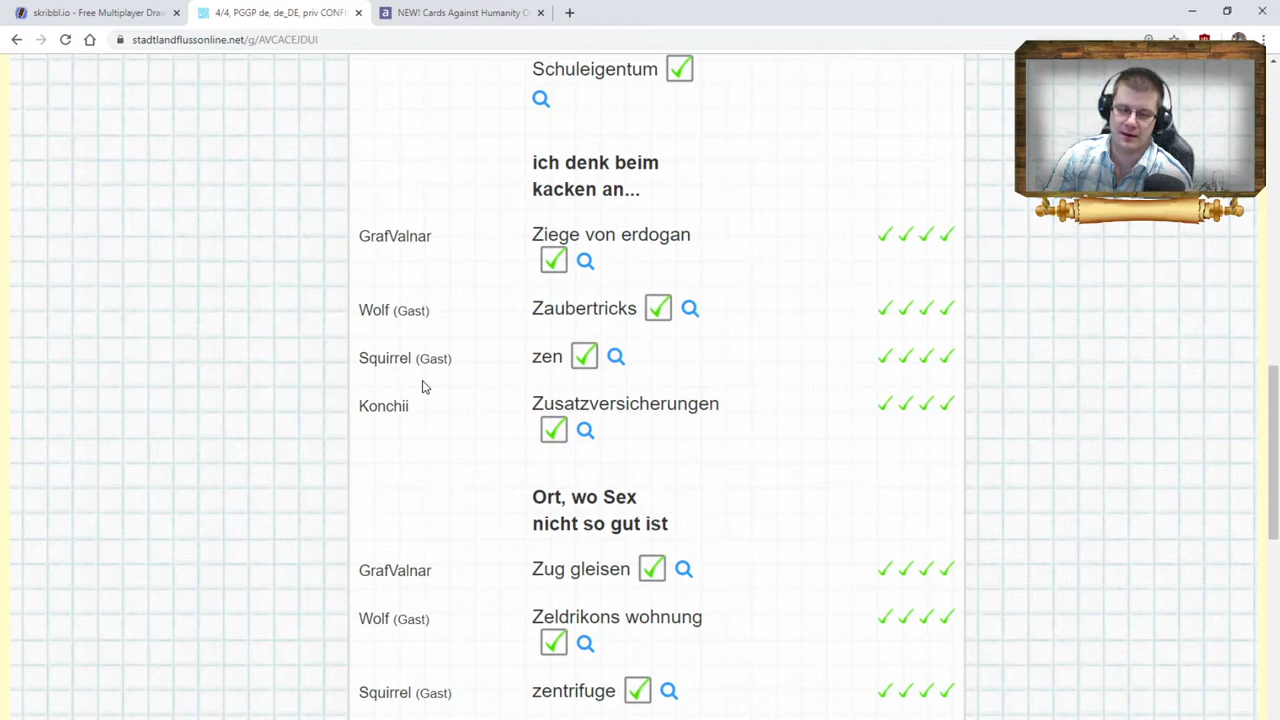 skribbl.io - Free Multiplayer Draw
4/4, PGGP de, de_DE, priv CONFI
NEW! Cards Against Humanity O
stadtlandflussonline.net/g/AVCACEJDUI
Schuleigentum
ich denk beim
kacken an...
GrafValnar
Ziege von erdogan
Wolf (Gast)
Zaubertricks
Squirrel (Gast)
zen
Konchii
Zusatzversicherungen
Ort, wo Sex
nicht so gut ist
GrafValnar
Zug gleisen
Wolf (Gast)
Zeldrikons wohnung
Squirrel (Gast)
zentrifuge